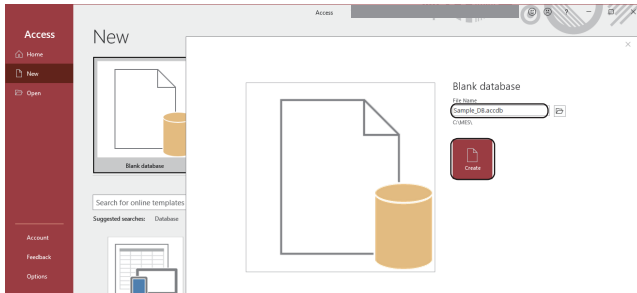 Access
Access
?
New
Home
New
Open
Blank database
Search for online templates
Suggested searches: Database
Account
Feedback
Options
Blank database
File Name
Sample_DB.accdb
C:\MES\
Create